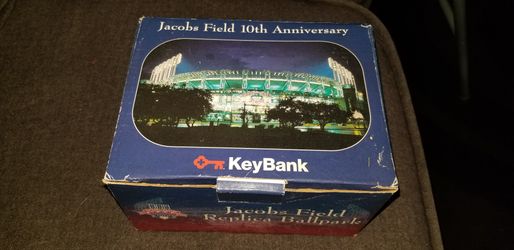 Jacobs Field 10th Anniversary
KeyBank
Jacobs Field
Replica Ballpark